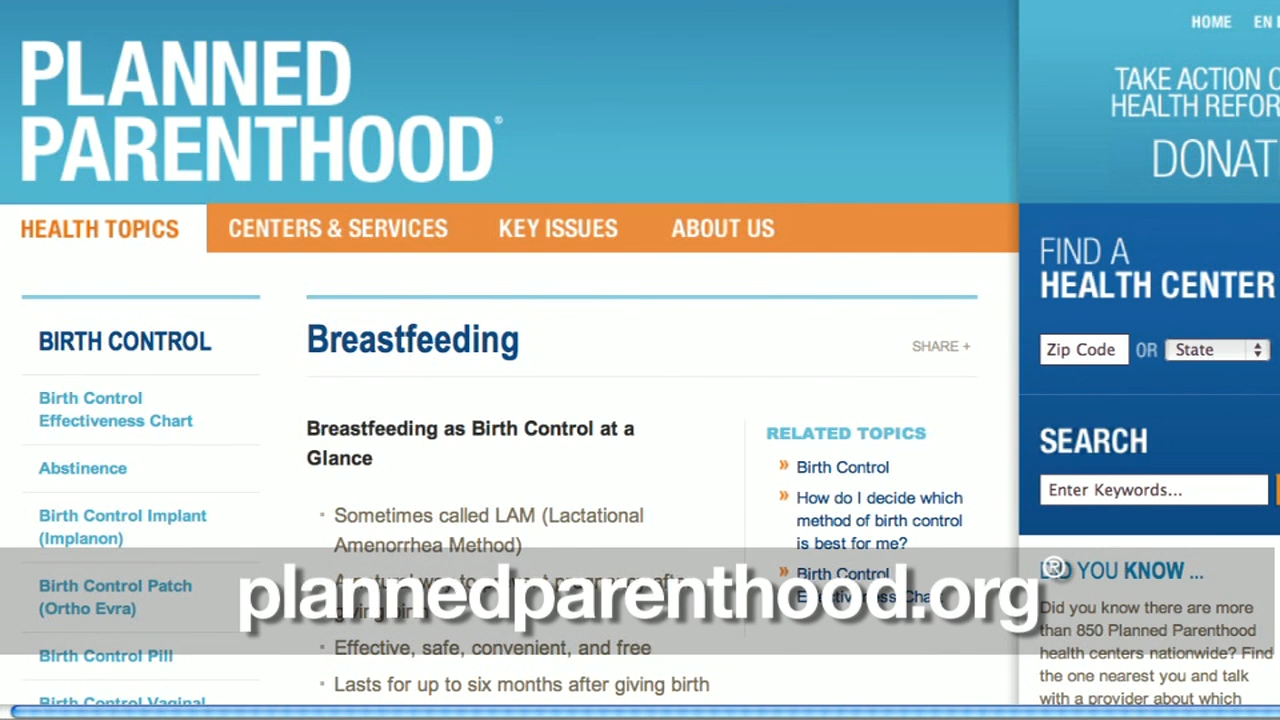 PLANNED
PARENTHOOD®
HOME EN
TAKE ACTION
HEALTH REFOR
DONAT
HEALTH TOPICS
CENTERS & SERVICES
KEY ISSUES
ABOUT US
BIRTH CONTROL
Birth Control
Effectiveness Chart
Abstinence
Birth Control Implant
(Implanon)
Birth Control Patch
(Ortho Evra)
Birth Control Pill
Birth Control Vaginal
Breastfeeding
SHARE +
Breastfeeding as Birth Control at a
Glance
Sometimes called LAM (Lactational
Amenorrhea Method)
Effective, safe, convenient, and free
Lasts for up to six months after giving birth
RELATED TOPICS
» Birth Control
» How do I decide which
method of birth control
is best for me?
» Birth Control
FIND A
HEALTH CENTER
Zip Code OR State
SEARCH
Enter Keywords...
YOU KNOW ...
Did you know there are more
than 850 Planned Parenthood
health centers nationwide? Find
the one nearest you and talk
with a provider about which
plannedparenthood.org®